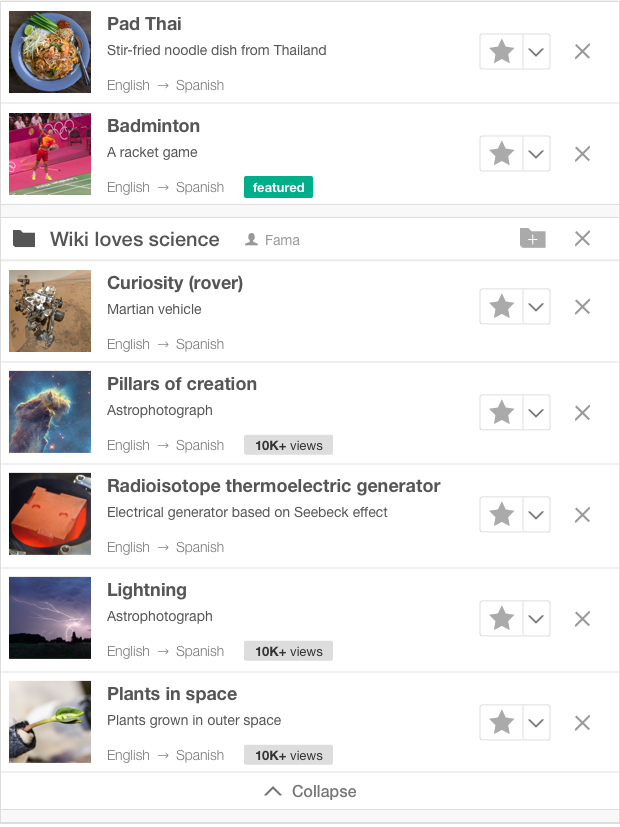 Pad Thai
Stir-fried noodle dish from Thailand
English → Spanish
Badminton
A racket game
English → Spanish featured
Wiki loves science Fama
Curiosity (rover)
Martian vehicle
English → Spanish
Pillars of creation
Astrophotograph
English → Spanish 10K+ views
Radioisotope thermoelectric generator
Electrical generator based on Seebeck effect
English → Spanish
Lightning
Astrophotograph
English → Spanish 10K+ views
Plants in space
Plants grown in outer space
English → Spanish 10K+ views
Collapse